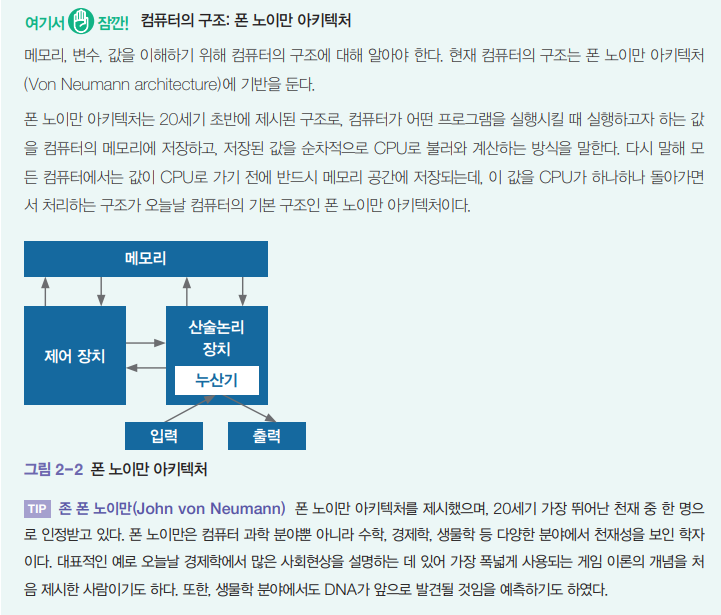 여기서 잠깐! 컴퓨터의 구조: 폰 노이만 아키텍처
메모리, 변수, 값을 이해하기 위해 컴퓨터의 구조에 대해 알아야 한다. 현재 컴퓨터의 구조는 폰 노이만 아키텍처
(Von Neumann architecture)에 기반을 둔다.
폰 노이만 아키텍처는 20세기 초반에 제시된 구조로, 컴퓨터가 어떤 프로그램을 실행시킬 때 실행하고자 하는 값
을 컴퓨터의 메모리에 저장하고, 저장된 값을 순차적으로 CPU로 불러와 계산하는 방식을 말한다. 다시 말해 모
든 컴퓨터에서는 값이 CPU로 가기 전에 반드시 메모리 공간에 저장되는데, 이 값을 CPU가 하나하나 돌아가면
서 처리하는 구조가 오늘날 컴퓨터의 기본 구조인 폰 노이만 아키텍처이다.
메모리
제어 장치
산술논리
장치
누산기
입력
출력
그림 2-2 폰 노이만 아키텍처
TIP 존 폰 노이만(John von Neumann) 폰 노이만 아키텍처를 제시했으며, 20세기 가장 뛰어난 천재 중 한 명으
로 인정받고 있다. 폰 노이만은 컴퓨터 과학 분야뿐 아니라 수학, 경제학, 생물학 등 다양한 분야에서 천재성을 보인 학자
이다. 대표적인 예로 오늘날 경제학에서 많은 사회현상을 설명하는 데 있어 가장 폭넓게 사용되는 게임 이론의 개념을 처
음 제시한 사람이기도 하다. 또한, 생물학 분야에서도 DNA가 앞으로 발견될 것임을 예측하기도 하였다.